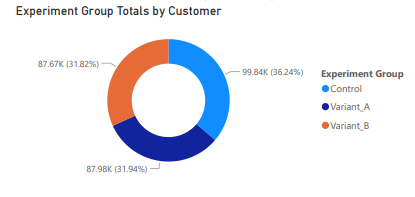 Experiment Group Totals by Customer
87.67K (31.82%)
99.84K (36.24%)
Experiment Group
Control
Variant_A
Variant_B
87.98K (31.94%)